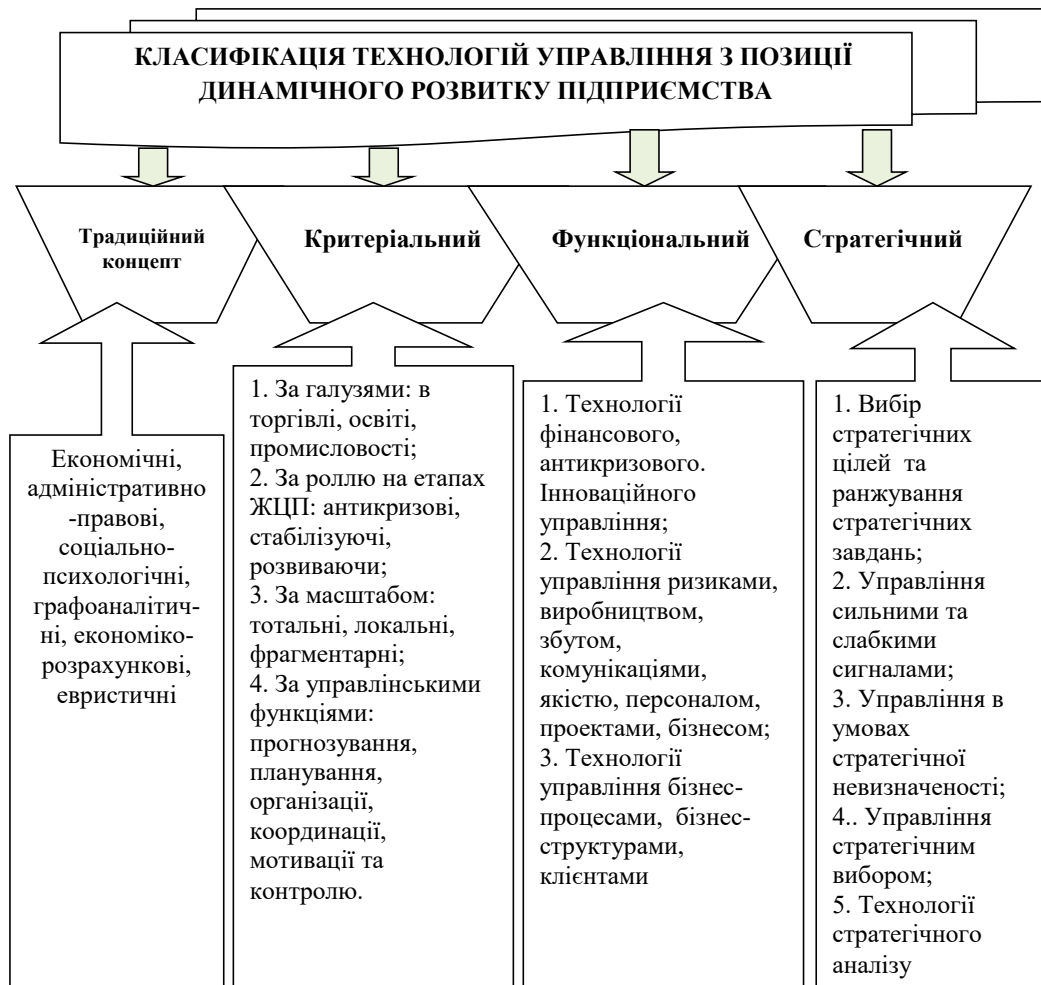 КЛАСИФІКАЦІЯ ТЕХНОЛОГІЙ УПРАВЛІННЯ З ПОЗИЦІЇ
ДИНАМІЧНОГО РОЗВИТКУ ПІДПРИЄМСТВА
Традиційний
концепт
Критеріальний
Функціональний
Стратегічний
Економічні,
адміністративно
-правові,
соціально-
психологічні,
графоаналітич-
ні, економіко-
розрахункові,
евристичні
1. За галузями: в
торгівлі, освіті,
промисловості;
2. За роллю на етапах
ЖЦП: антикризові,
стабілізуючі,
розвиваючи;
3. За масштабом:
тотальні, локальні,
фрагментарні;
4. За управлінськими
функціями:
прогнозування,
планування,
організації,
координації,
мотивації та
контролю.
1. Технології
фінансового,
антикризового.
Інноваційного
управління;
2. Технології
управління ризиками,
виробництвом,
збутом,
комунікаціями,
якістю, персоналом,
проектами, бізнесом;
3. Технології
управління бізнес-
процесами, бізнес-
структурами,
клієнтами
1. Вибір
стратегічних
цілей та
ранжування
стратегічних
завдань;
2. Управління
сильними та
слабкими
сигналами;
3. Управління в
умовах
стратегічної
невизначеності;
4.. Управління
стратегічним
вибором;
5. Технології
стратегічного
аналізу